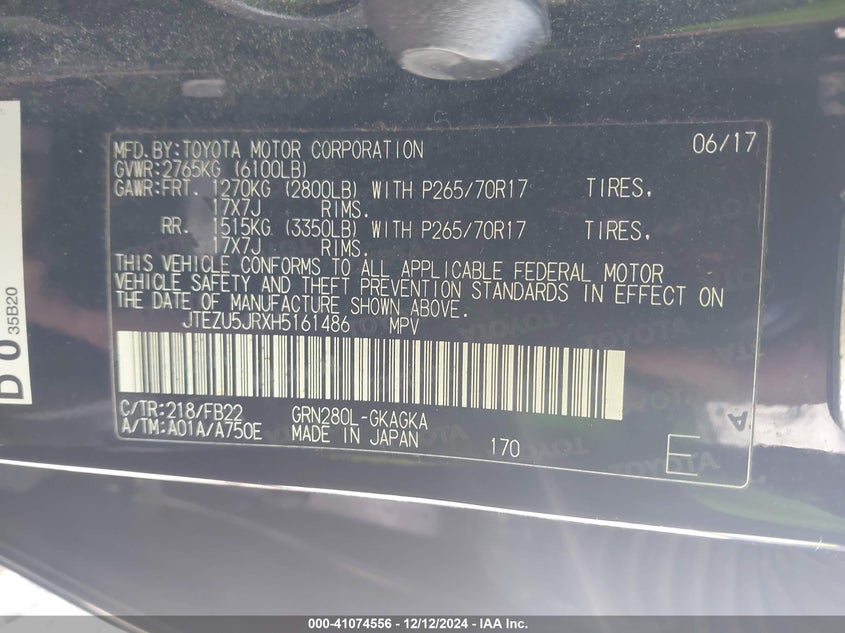 MFD.BY:TOYOTA MOTOR CORPORATION 06/17
GVWR:2765KG (6100LB)
GAWR:FRT. 1270KG (2800LB) WITH P265/70R17 TIRES,
17X7J RIMS.
RR. 1515KG (3350LB) WITH P265/70R17 TIRES,
17X7J RIMS.
THIS VEHICLE CONFORMS TO ALL APPLICABLE FEDERAL MOTOR
VEHICLE SAFETY AND THEFT PREVENTION STANDARDS IN EFFECT ON
THE DATE OF MANUFACTURE SHOWN ABOVE.
JTEZU5JRXH5161486 MPV
C/TR:218/FB22 GRN280L-GKAGKA
A/TM:A01A/A750E MADE IN JAPAN 170 E
A
D 0 35B20
000-41074556 – 12/12/2024 – IAA Inc.